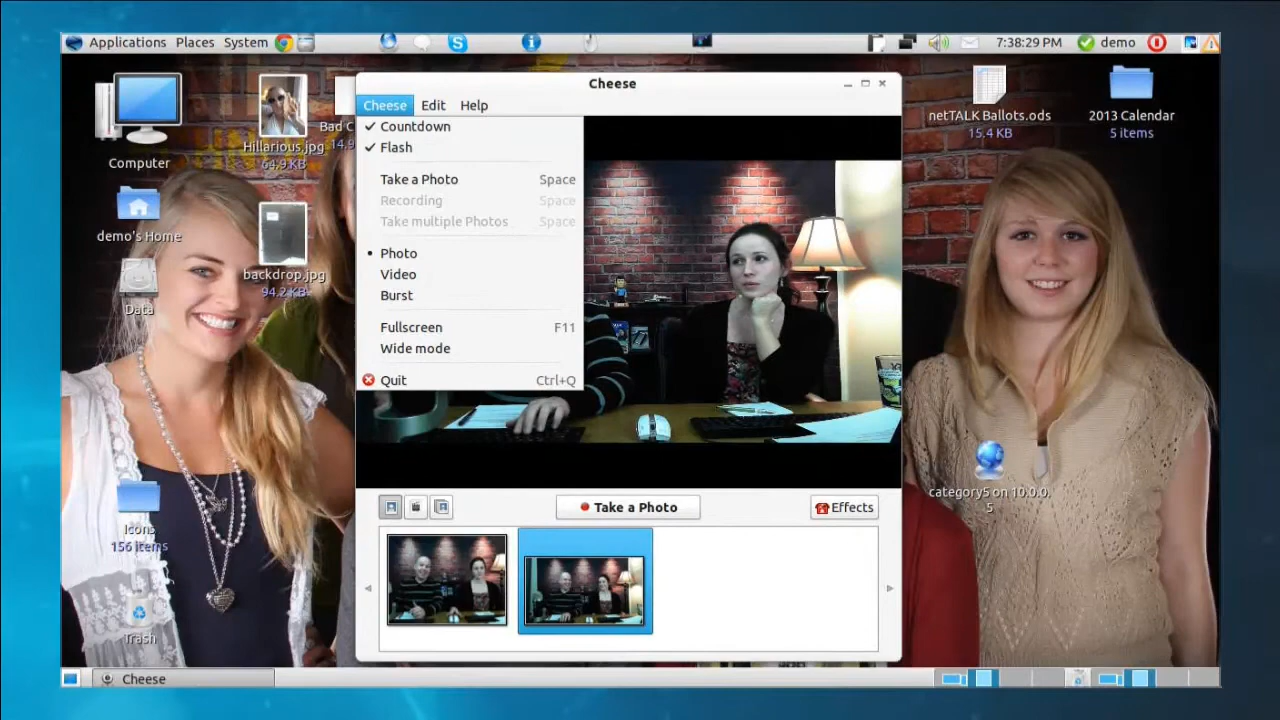 Applications Places System 7:38:29 PM demo
Computer
demo's Home
Data
Icons
156 items
Trash
Hillarious.jpg
64.9 KB
backdrop.jpg
94.2 KB
Bad C
14.9
Cheese
Cheese Edit Help
Countdown
Flash
Take a Photo Space
Recording Space
Take multiple Photos Space
Photo
Video
Burst
Fullscreen F11
Wide mode
Quit Ctrl+Q
Take a Photo
Effects
netTALK Ballots.ods
15.4 KB
2013 Calendar
5 items
category5 on 10.0.0.
5
Cheese